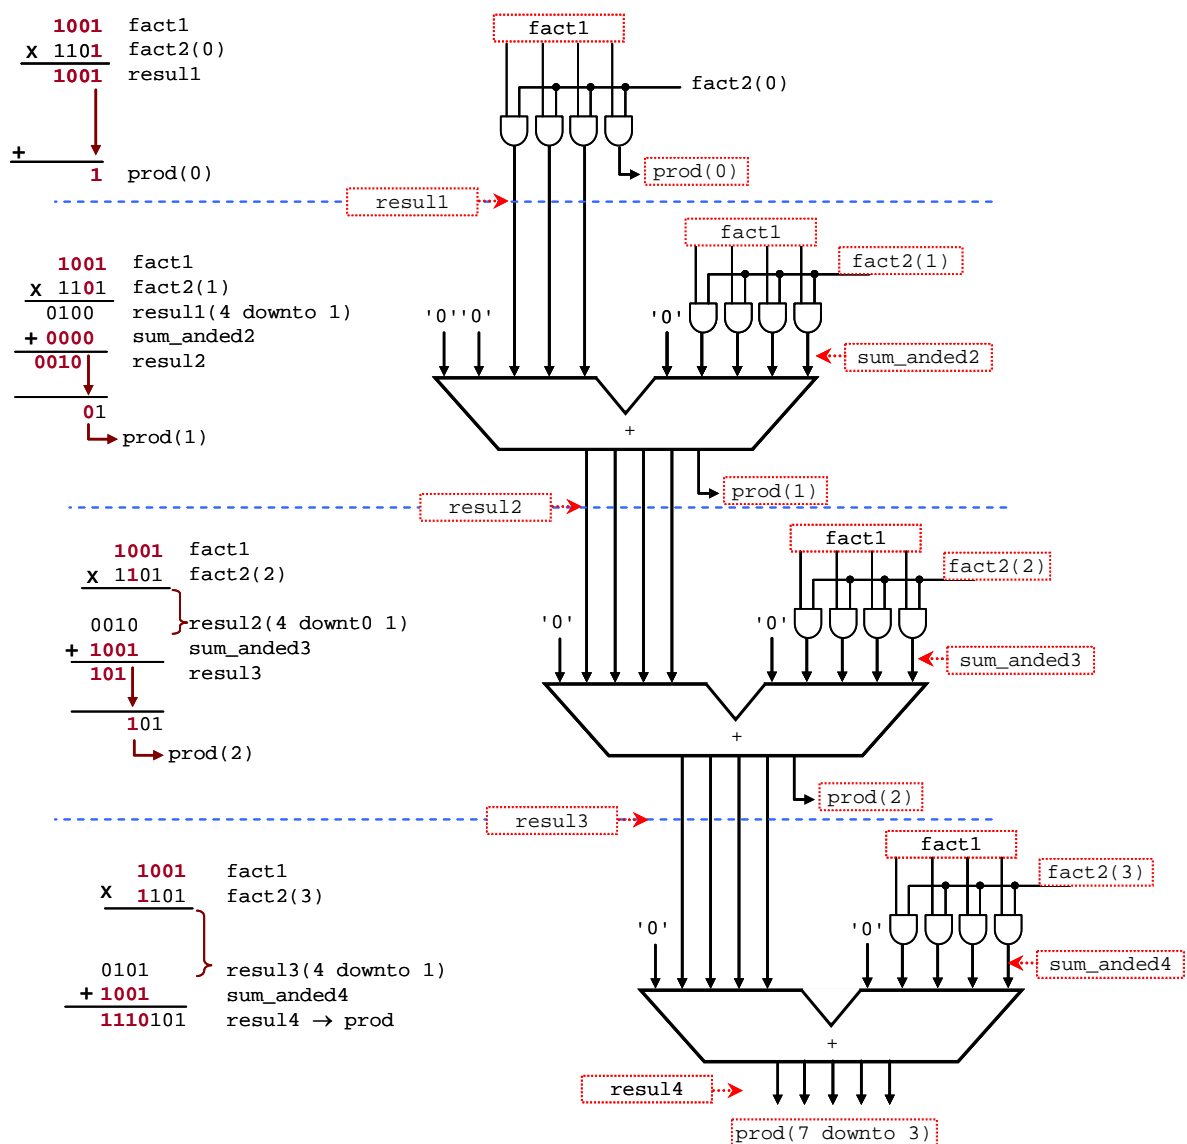 1001 fact1
x 1101 fact2(0)
1001 resul1
+
1 prod(0)
fact1
fact2(0)
prod(0)
resul1
1001 fact1
x 1101 fact2(1)
0100 resul1(4 downto 1)
+ 0000 sum_anded2
0010 resul2
01
prod(1)
fact1
fact2(1)
'0''0' '0'
sum_anded2
+
prod(1)
resul2
1001 fact1
x 1101 fact2(2)
0010 resul2(4 downt0 1)
+ 1001 sum_anded3
101 resul3
101
prod(2)
fact1
fact2(2)
'0' '0'
sum_anded3
+
prod(2)
resul3
1001 fact1
x 1101 fact2(3)
0101 resul3(4 downto 1)
+ 1001 sum_anded4
1110101 resul4 → prod
fact1
fact2(3)
'0' '0'
sum_anded4
+
resul4
prod(7 downto 3)